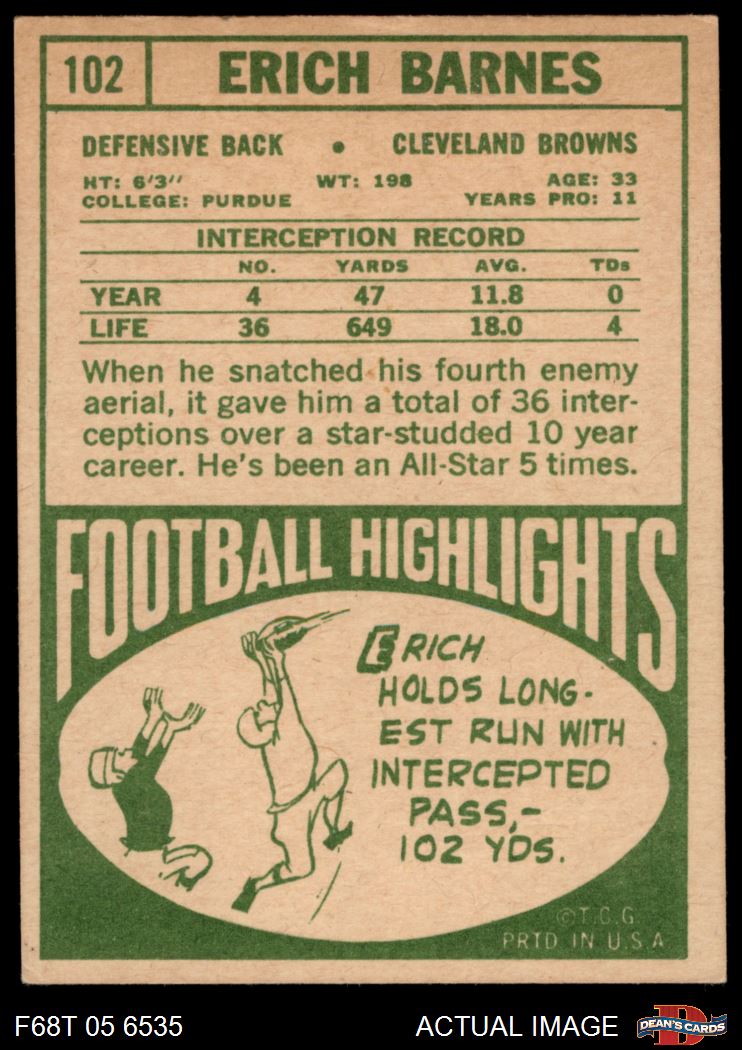 102 ERICH BARNES
DEFENSIVE BACK • CLEVELAND BROWNS
HT: 6'3" WT: 198 AGE: 33
COLLEGE: PURDUE YEARS PRO: 11
INTERCEPTION RECORD
NO. YARDS AVG. TDs
YEAR 4 47 11.8 0
LIFE 36 649 18.0 4
When he snatched his fourth enemy
aerial, it gave him a total of 36 inter-
ceptions over a star-studded 10 year
career. He's been an All-Star 5 times.
FOOTBALL HIGHLIGHTS
ERICH
HOLDS LONG-
EST RUN WITH
INTERCEPTED
PASS,-
102 YDS.
©T.C.G
PRTD IN U.S.A
F68T 05 6535 ACTUAL IMAGE D DEAN'S CARDS